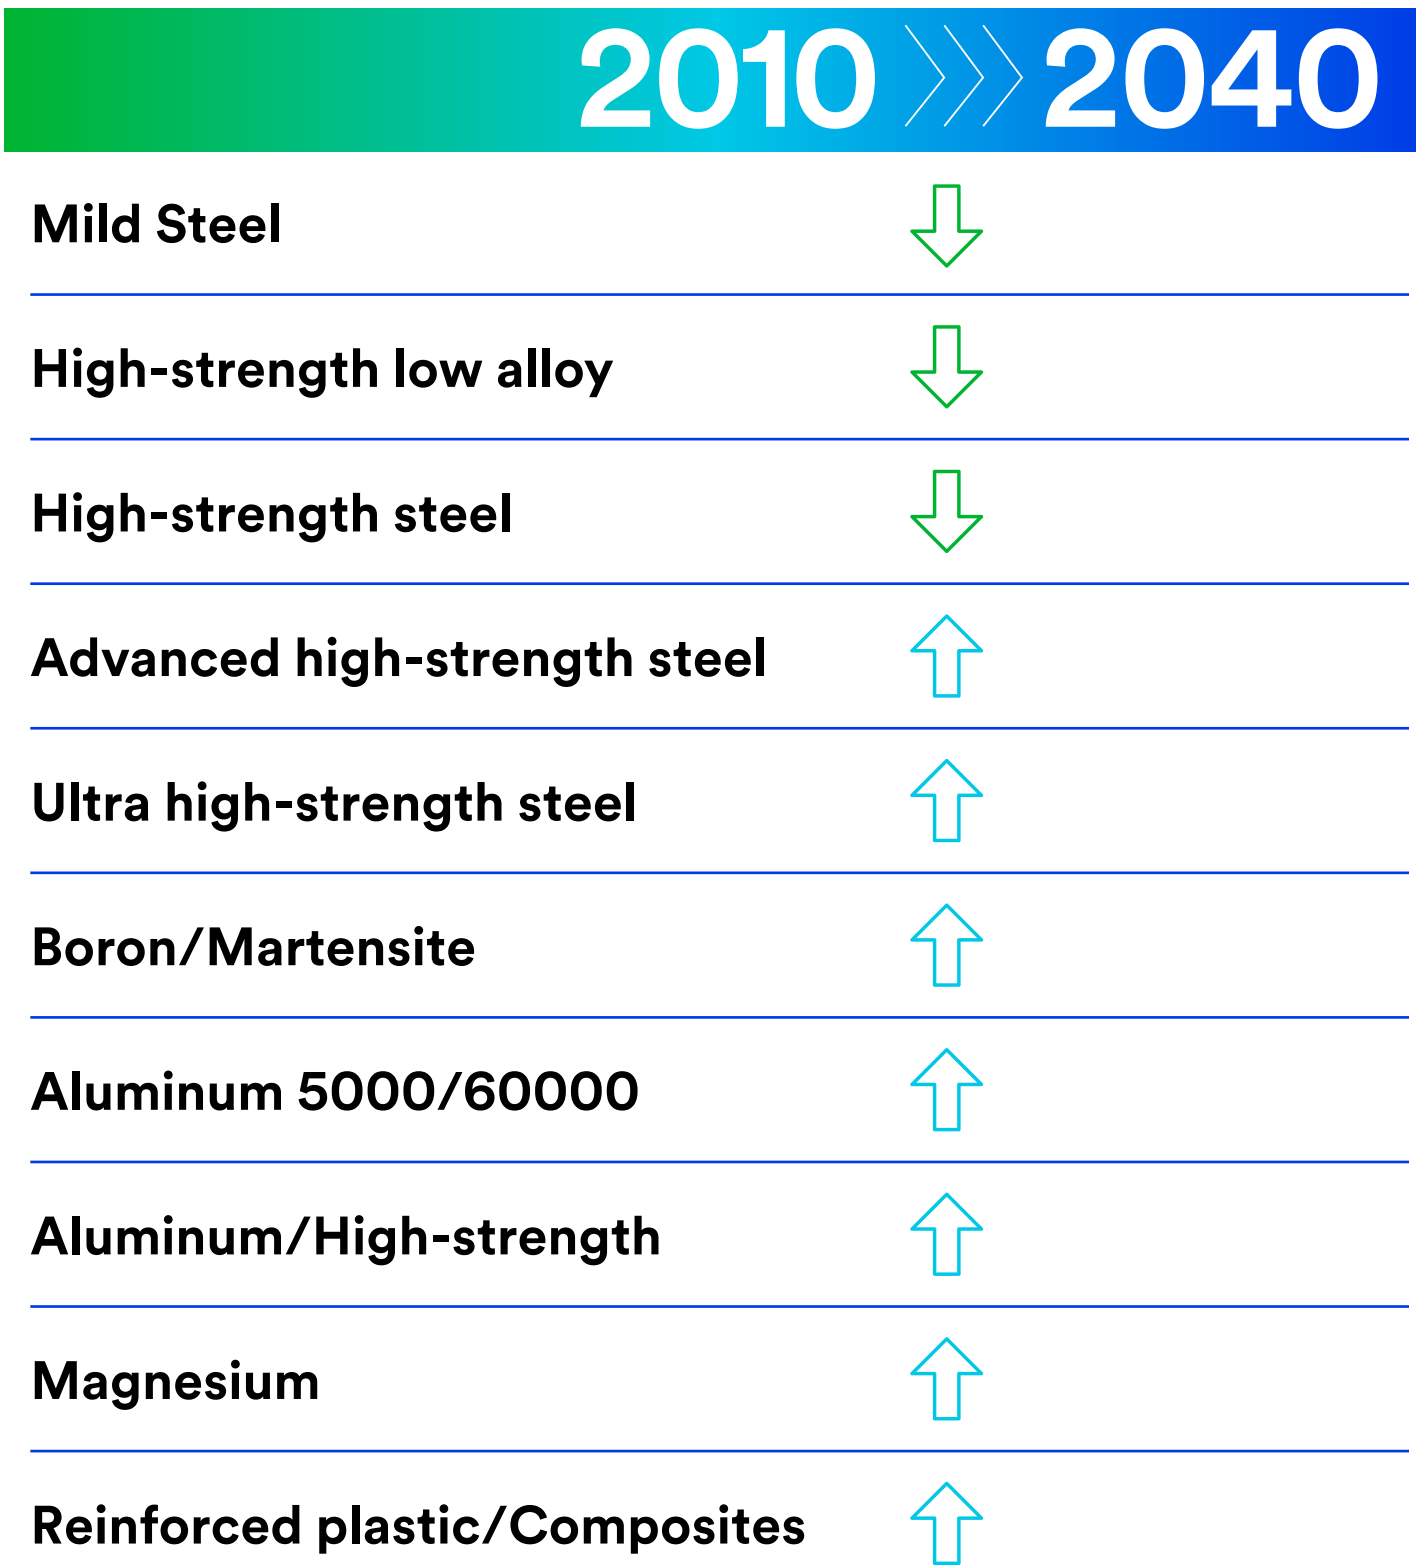 2010 2040
Mild Steel
High-strength low alloy
High-strength steel
Advanced high-strength steel
Ultra high-strength steel
Boron/Martensite
Aluminum 5000/60000
Aluminum/High-strength
Magnesium
Reinforced plastic/Composites